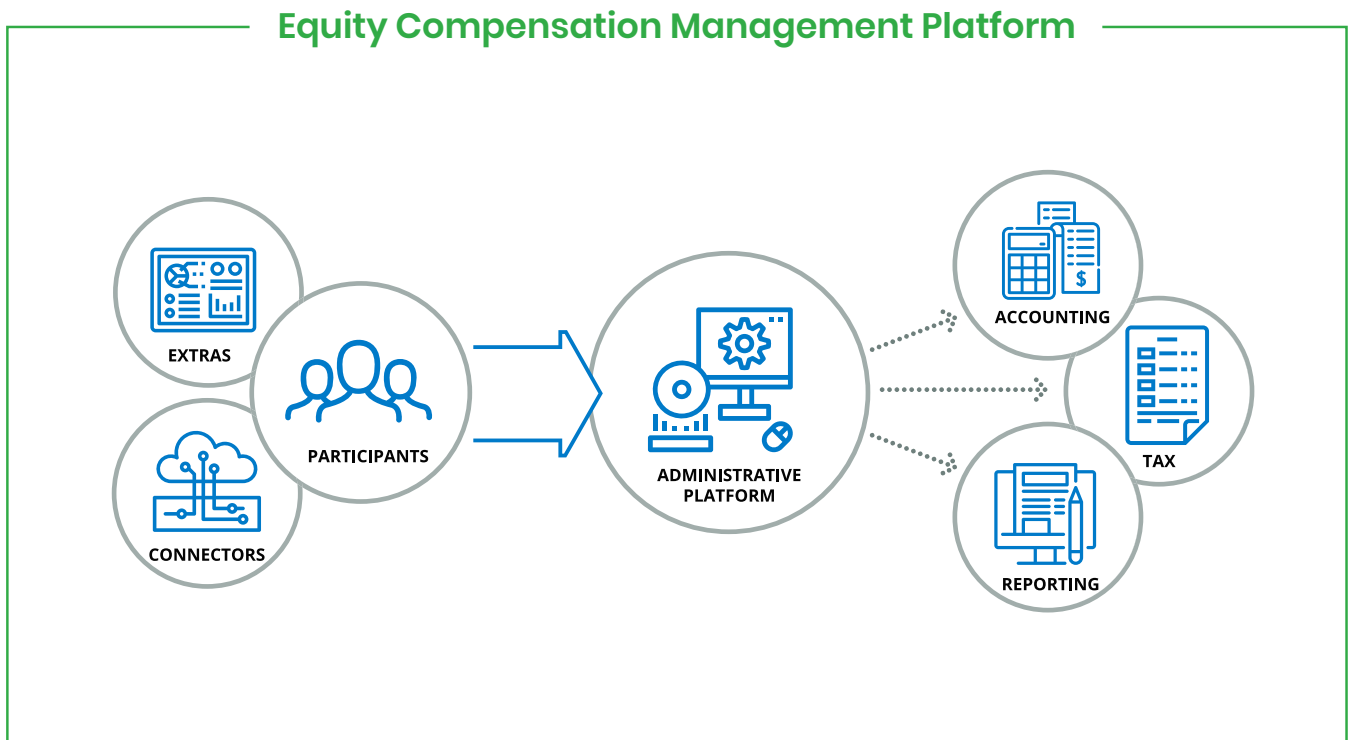 Equity Compensation Management Platform
EXTRAS
PARTICIPANTS
CONNECTORS
ADMINISTRATIVE
PLATFORM
$
ACCOUNTING
TAX
REPORTING